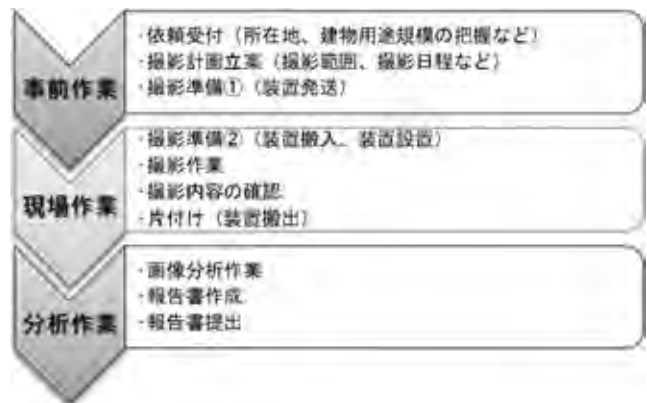 事前作業
・依頼受付（所在地、建物用途規模の把握など）
・撮影計画立案（撮影範囲、撮影日程など）
・撮影準備①（装置発送）
現場作業
・撮影準備②（装置搬入、装置設置）
・撮影作業
・撮影内容の確認
・片付け（装置搬出）
分析作業
・画像分析作業
・報告書作成
・報告書提出